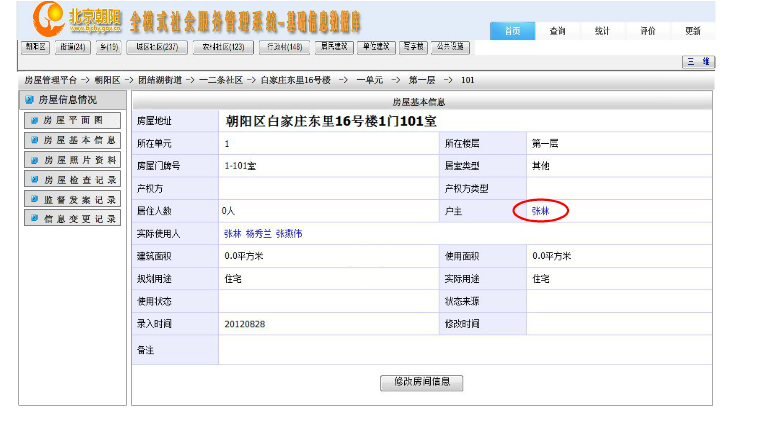 北京朝阳
全模式社会服务管理系统-基础信息数据库
首页 查询 统计 评价 更新
朝阳区 街道(24) 乡(19) 城区社区(237) 农村社区(123) 行政村(148) 居民建筑 单位建筑 写字楼 公共设施
三 维
房屋管理平台 -> 朝阳区 -> 团结湖街道 -> 一二条社区 -> 白家庄东里16号楼 -> 一单元 -> 第一层 -> 101
房屋信息情况
房屋平面图
房屋基本信息
房屋照片资料
房屋检查记录
监督发案记录
信息变更记录
房屋基本信息
房屋地址 朝阳区白家庄东里16号楼1门101室
所在单元 1 所在楼层 第一层
房屋门牌号 1-101室 居室类型 其他
产权方 产权方类型
居住人数 0人 户主 张林
实际使用人 张林 杨秀兰 张燕伟
建筑面积 0.0平方米 使用面积 0.0平方米
规划用途 住宅 实际用途 住宅
使用状态 状态来源
录入时间 20120828 修改时间
备注
修改房间信息